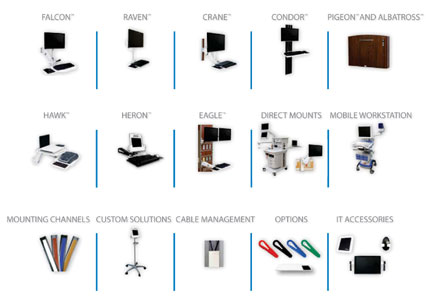 FALCON™
RAVEN™
CRANE™
CONDOR™
PIGEON™ AND ALBATROSS™
HAWK™
HERON™
EAGLE™
DIRECT MOUNTS
MOBILE WORKSTATION
MOUNTING CHANNELS
CUSTOM SOLUTIONS
CABLE MANAGEMENT
OPTIONS
IT ACCESSORIES